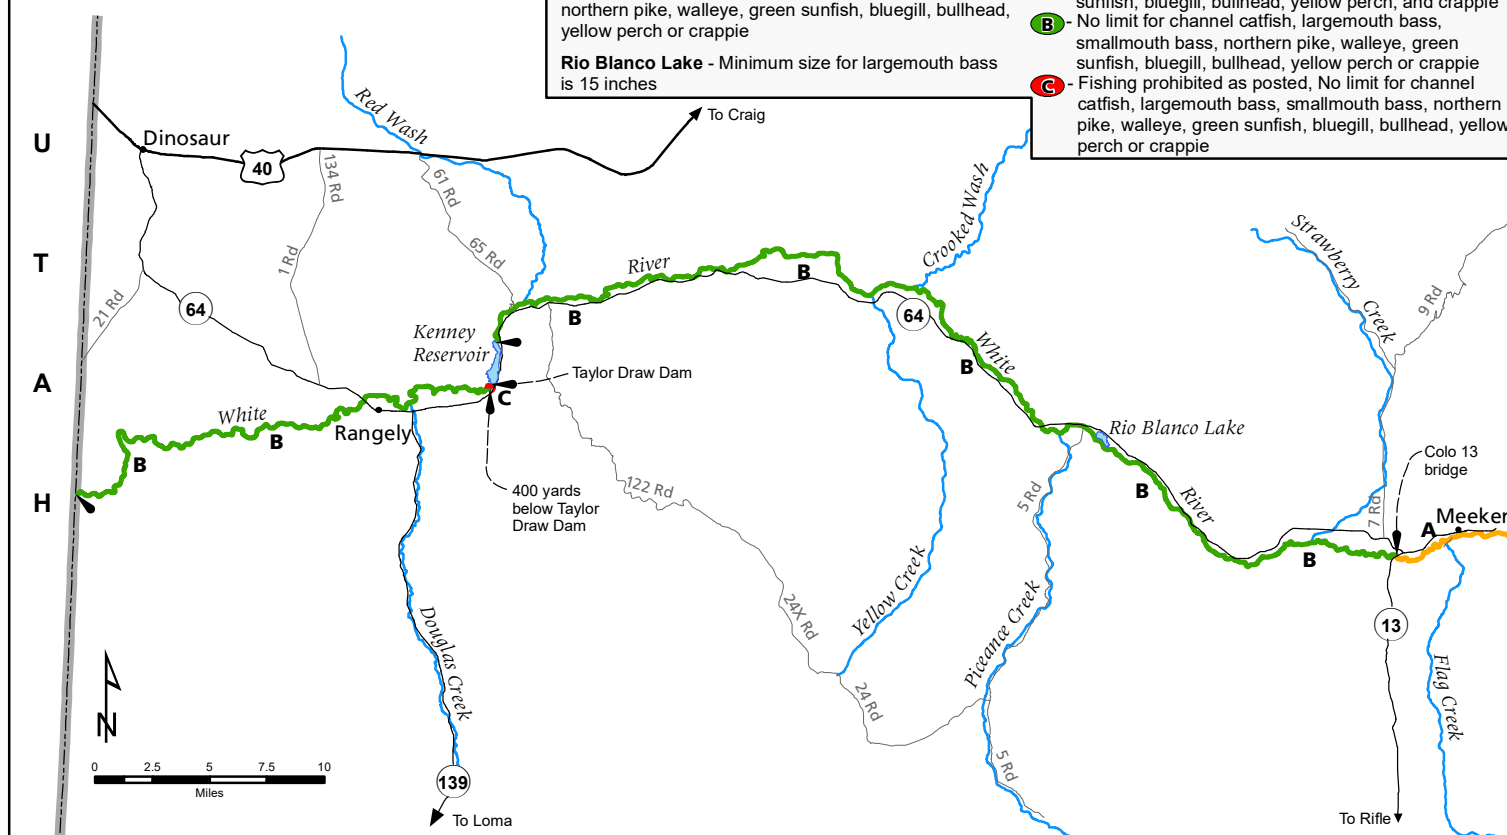 northern pike, walleye, green sunfish, bluegill, bullhead,
yellow perch or crappie
Rio Blanco Lake - Minimum size for largemouth bass
is 15 inches
sunfish, bluegill, bullhead, yellow perch, and crappie
B - No limit for channel catfish, largemouth bass,
smallmouth bass, northern pike, walleye, green
sunfish, bluegill, bullhead, yellow perch or crappie
C - Fishing prohibited as posted, No limit for channel
catfish, largemouth bass, smallmouth bass, northern
pike, walleye, green sunfish, bluegill, bullhead, yellow
perch or crappie
U
T
A
H
Dinosaur
40
Red Wash
To Craig
134 Rd
61 Rd
65 Rd
1 Rd
21 Rd
64
Crooked Wash
Strawberry Creek
9 Rd
River
B
B
Kenney
Reservoir
64
White
B
Taylor Draw Dam
C
White
B
B
Rangely
Rio Blanco Lake
Colo 13
bridge
400 yards
below Taylor
Draw Dam
122 Rd
5 Rd
B
River
7 Rd
A
Meeker
B
Yellow Creek
Piceance Creek
24X Rd
24 Rd
5 Rd
Douglas Creek
13
Flag Creek
N
0 2.5 5 7.5 10
Miles
139
To Loma
To Rifle